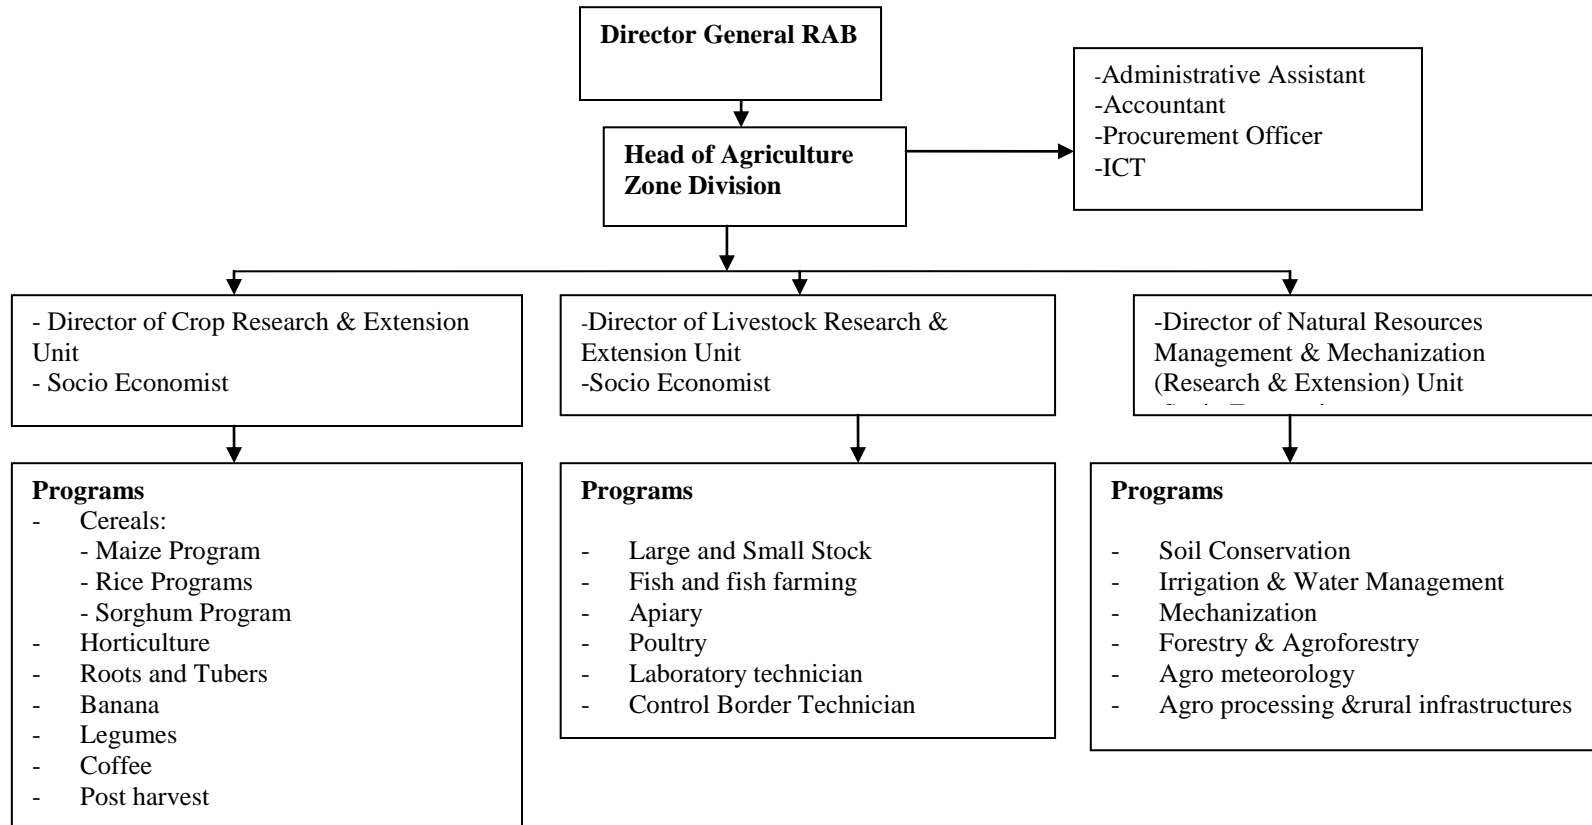 Director General RAB
-Administrative Assistant
-Accountant
-Procurement Officer
-ICT
Head of Agriculture
Zone Division
- Director of Crop Research & Extension
Unit
- Socio Economist
-Director of Livestock Research &
Extension Unit
-Socio Economist
-Director of Natural Resources
Management & Mechanization
(Research & Extension) Unit
Programs
- Cereals:
- Maize Program
- Rice Programs
- Sorghum Program
- Horticulture
- Roots and Tubers
- Banana
- Legumes
- Coffee
- Post harvest
Programs
- Large and Small Stock
- Fish and fish farming
- Apiary
- Poultry
- Laboratory technician
- Control Border Technician
Programs
- Soil Conservation
- Irrigation & Water Management
- Mechanization
- Forestry & Agroforestry
- Agro meteorology
- Agro processing &rural infrastructures